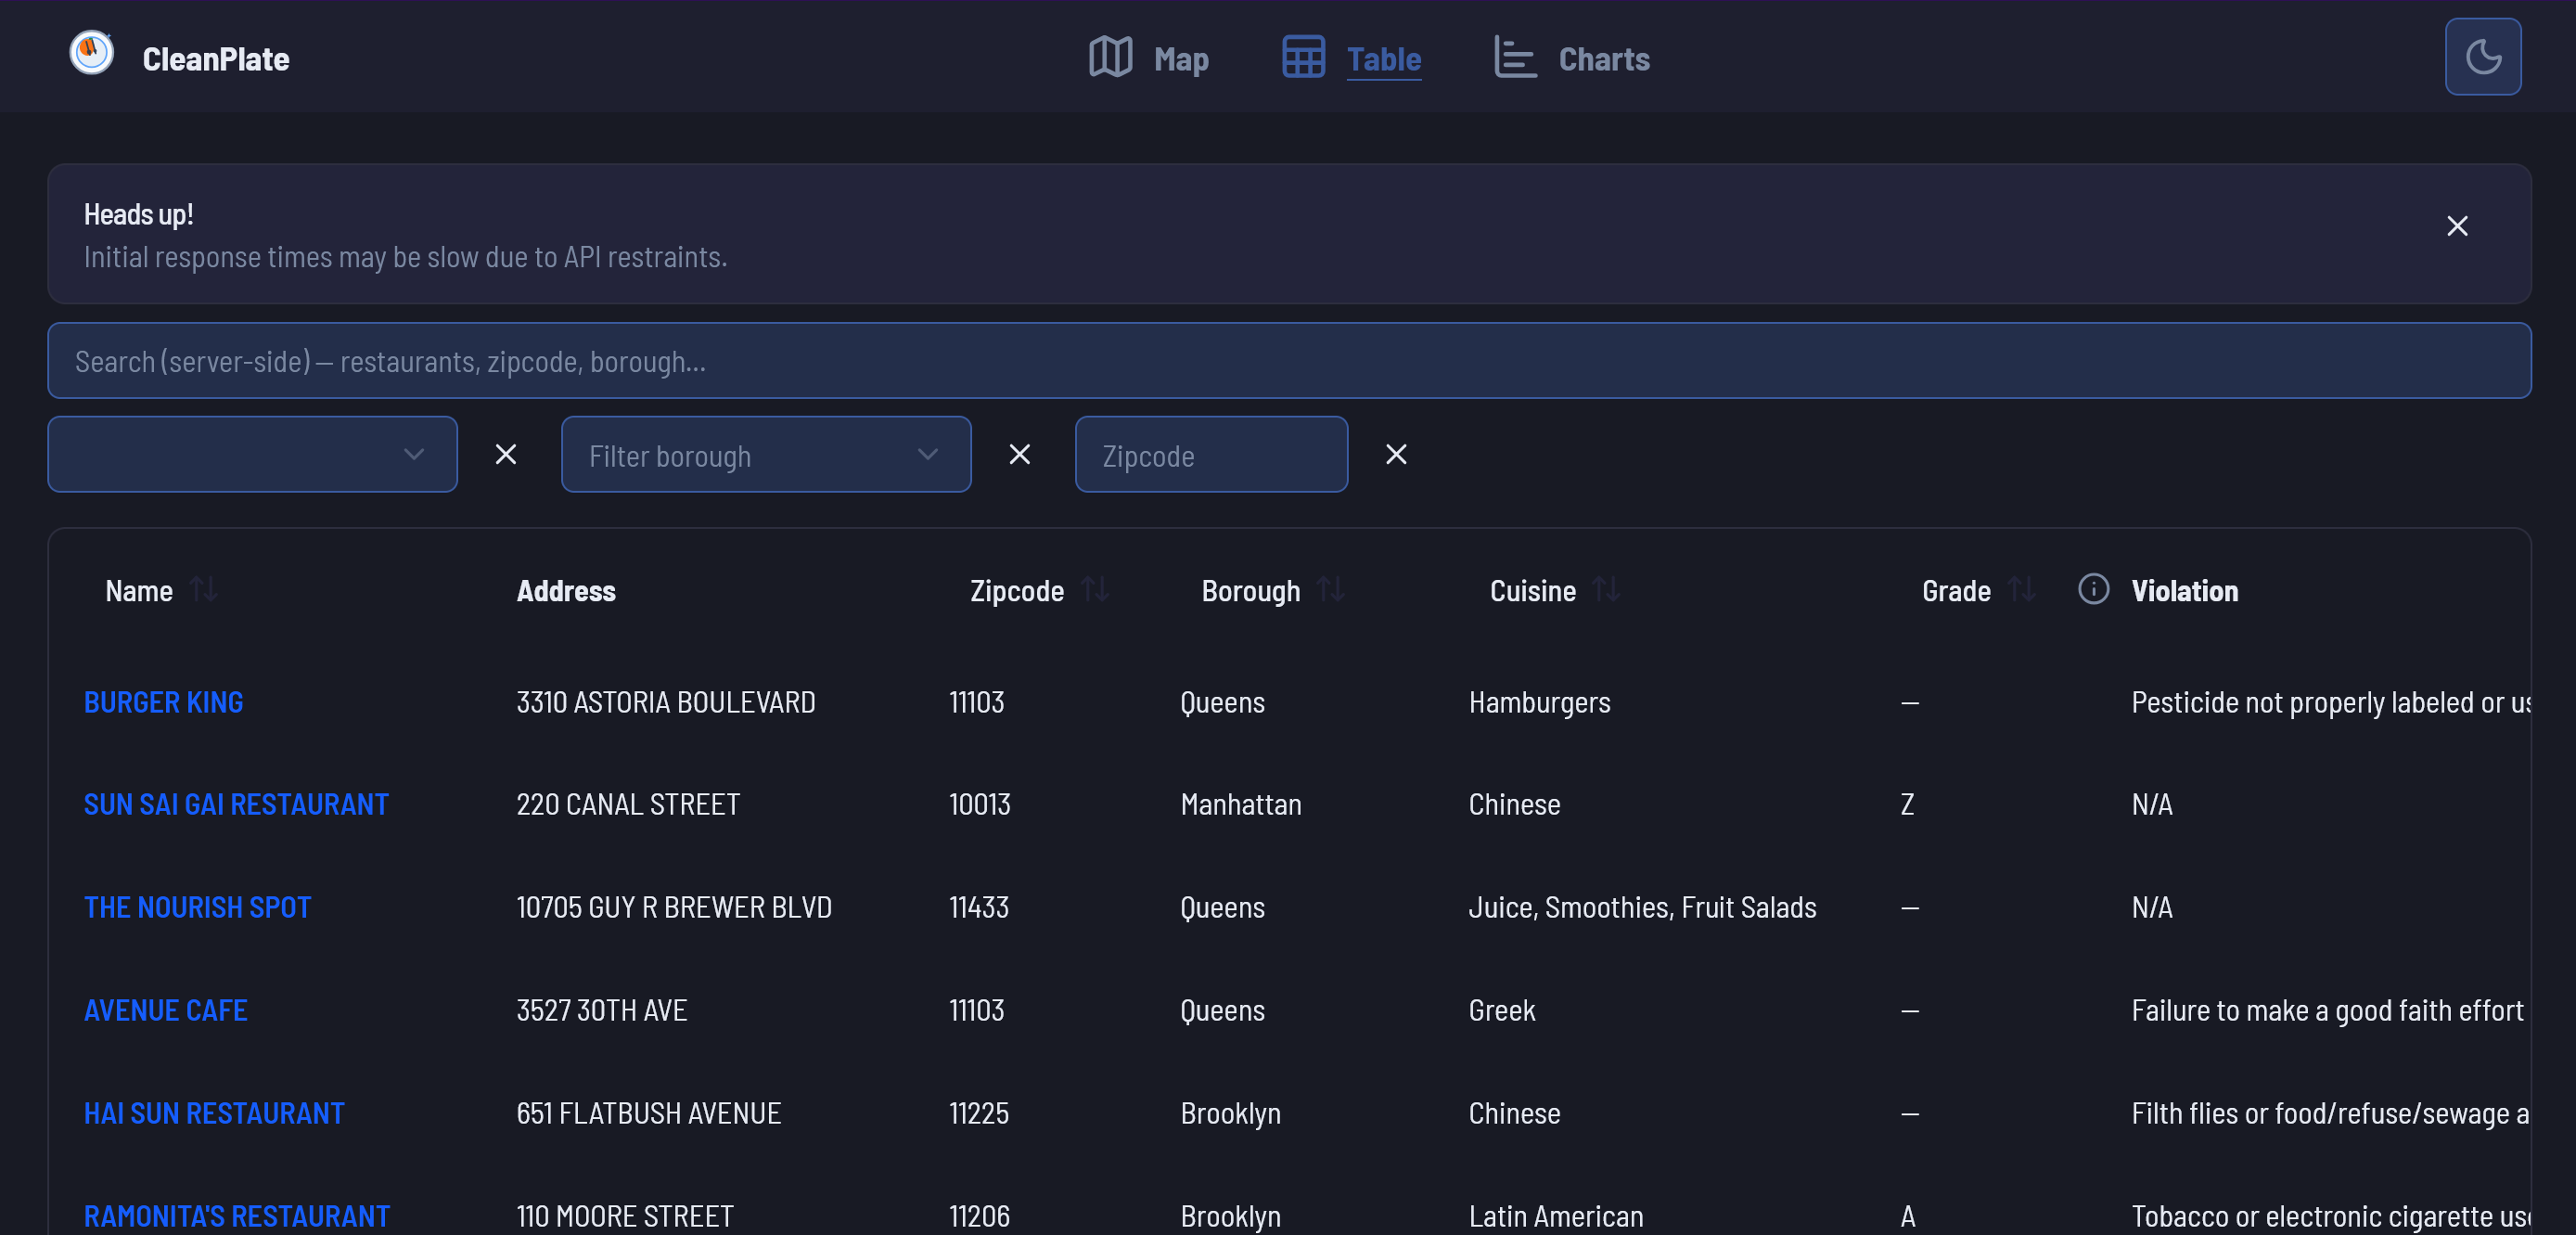 CleanPlate
Map Table Charts
Heads up!
Initial response times may be slow due to API restraints.
Search (server-side) — restaurants, zipcode, borough...
Filter borough Zipcode
Name Address Zipcode Borough Cuisine Grade Violation
BURGER KING 3310 ASTORIA BOULEVARD 11103 Queens Hamburgers — Pesticide not properly labeled or
SUN SAI GAI RESTAURANT 220 CANAL STREET 10013 Manhattan Chinese Z N/A
THE NOURISH SPOT 10705 GUY R BREWER BLVD 11433 Queens Juice, Smoothies, Fruit Salads — N/A
AVENUE CAFE 3527 30TH AVE 11103 Queens Greek — Failure to make a good faith effort
HAI SUN RESTAURANT 651 FLATBUSH AVENUE 11225 Brooklyn Chinese — Filth flies or food/refuse/sewage
RAMONITA'S RESTAURANT 110 MOORE STREET 11206 Brooklyn Latin American A Tobacco or electronic cigarette